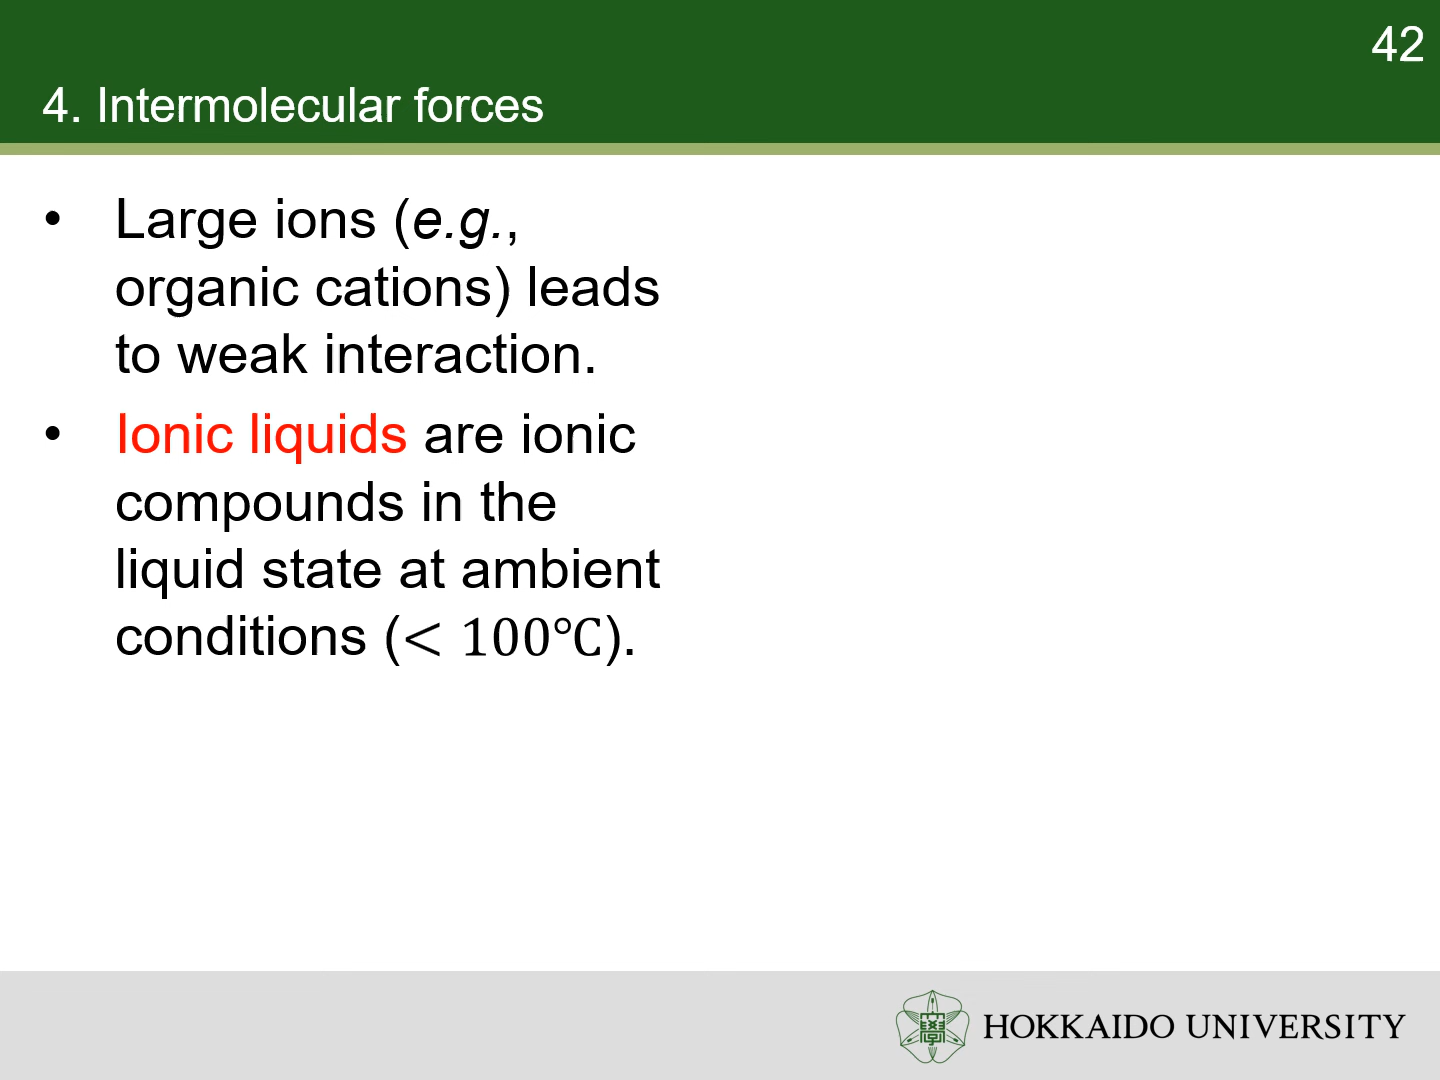 42
4. Intermolecular forces
• Large ions (e.g.,
organic cations) leads
to weak interaction.
• Ionic liquids are ionic
compounds in the
liquid state at ambient
conditions (< 100℃).
HOKKAIDO UNIVERSITY